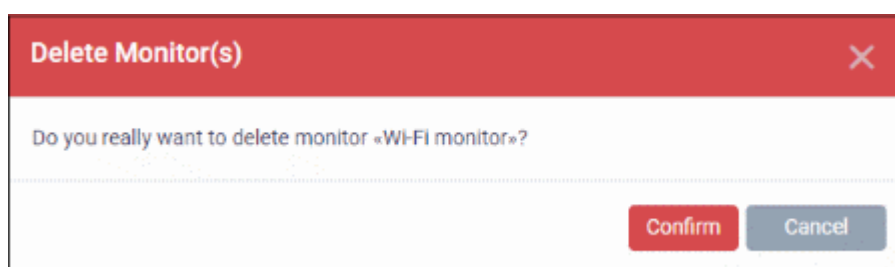 Delete Monitor(s)
Do you really want to delete monitor «Wi-Fi monitor»?
Confirm Cancel